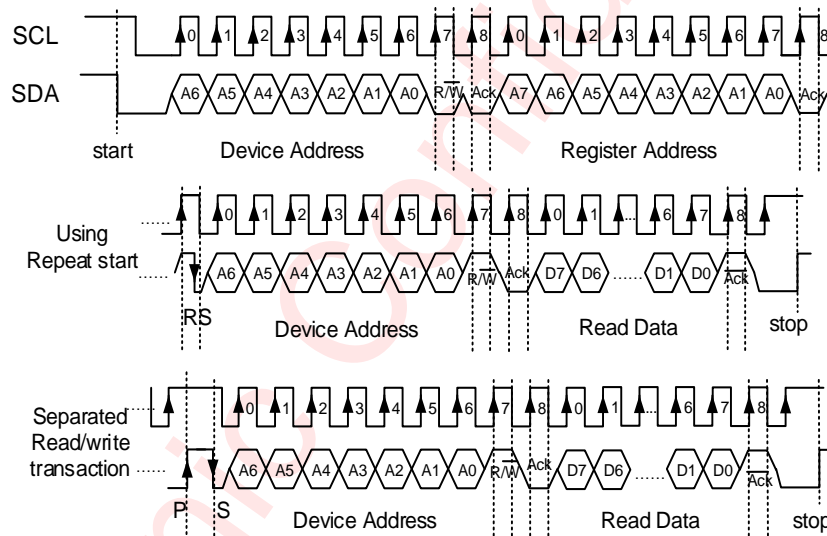 SCL 0 1 2 3 4 5 6 7 8 0 1 2 3 4 5 6 7 8
SDA A6 A5 A4 A3 A2 A1 A0 R/W̅ Ack A7 A6 A5 A4 A3 A2 A1 A0 Ack
start Device Address Register Address
0 1 2 3 4 5 6 7 8 0 1 ... 6 7 8
Using
Repeat start
...... ......
A6 A5 A4 A3 A2 A1 A0 R/W̅ Ack D7 D6 ...... D1 D0 A̅c̅k̅
RS Device Address Read Data stop
0 1 2 3 4 5 6 7 8 0 1 ... 6 7 8
Separated
Read/write
transaction
...... ......
A6 A5 A4 A3 A2 A1 A0 R/W̅ Ack D7 D6 ...... D1 D0 A̅c̅k̅
P S Device Address Read Data stop